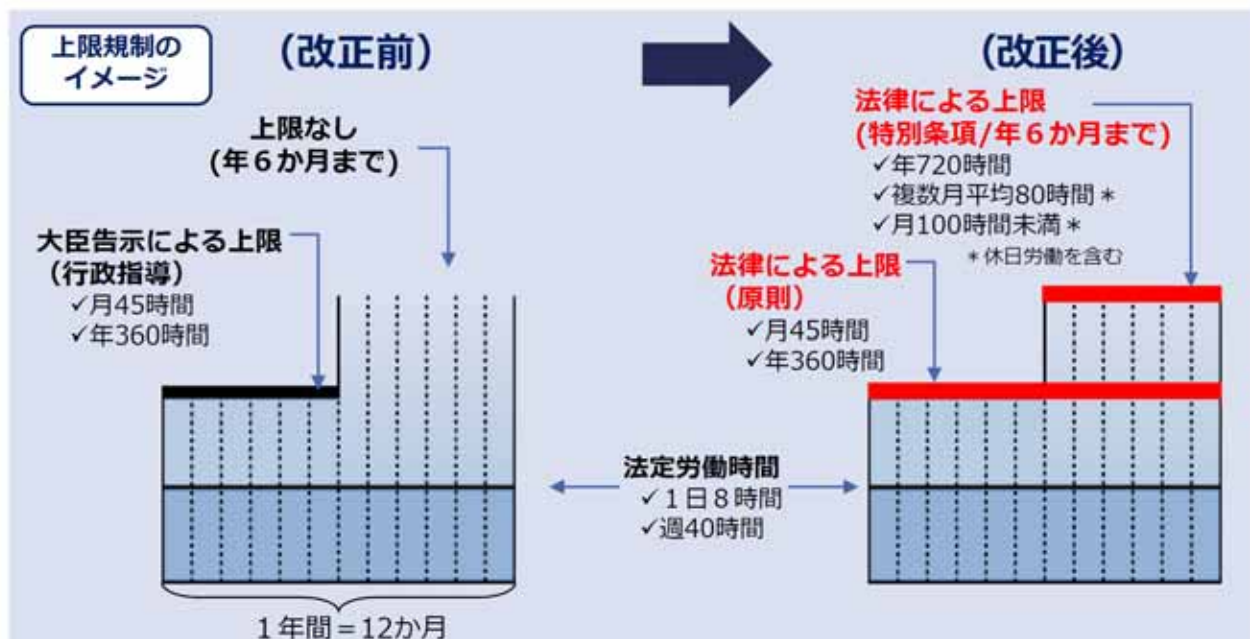 上限規制の
イメージ
(改正前)
(改正後)
上限なし
(年６か月まで)
大臣告示による上限
（行政指導）
✓月45時間
✓年360時間
法律による上限
(特別条項/年６か月まで)
✓年720時間
✓複数月平均80時間＊
✓月100時間未満＊
＊休日労働を含む
法律による上限
（原則）
✓月45時間
✓年360時間
法定労働時間
✓１日８時間
✓週40時間
１年間＝12か月